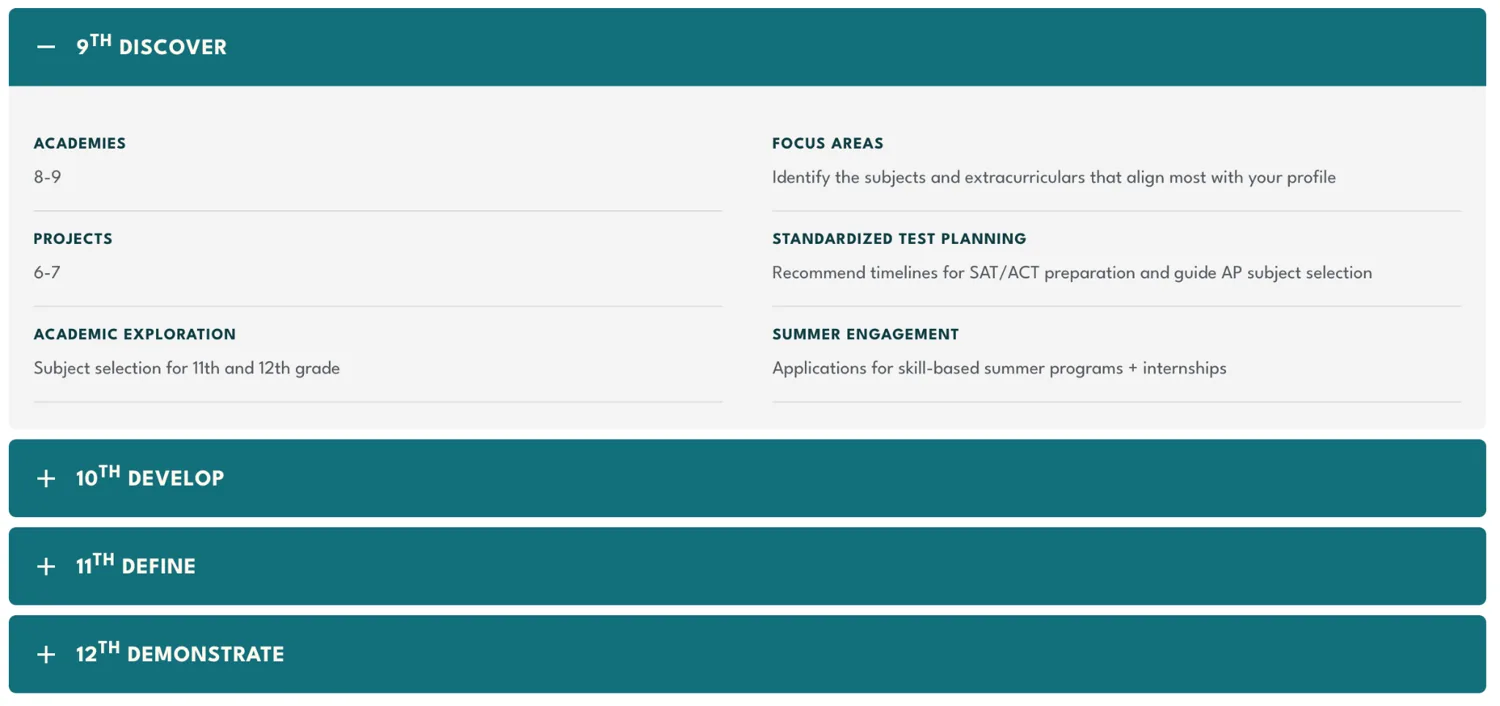 9TH DISCOVER
ACADEMIES
8-9
PROJECTS
6-7
ACADEMIC EXPLORATION
Subject selection for 11th and 12th grade
FOCUS AREAS
Identify the subjects and extracurriculars that align most with your profile
STANDARDIZED TEST PLANNING
Recommend timelines for SAT/ACT preparation and guide AP subject selection
SUMMER ENGAGEMENT
Applications for skill-based summer programs + internships
10TH DEVELOP
11TH DEFINE
12TH DEMONSTRATE